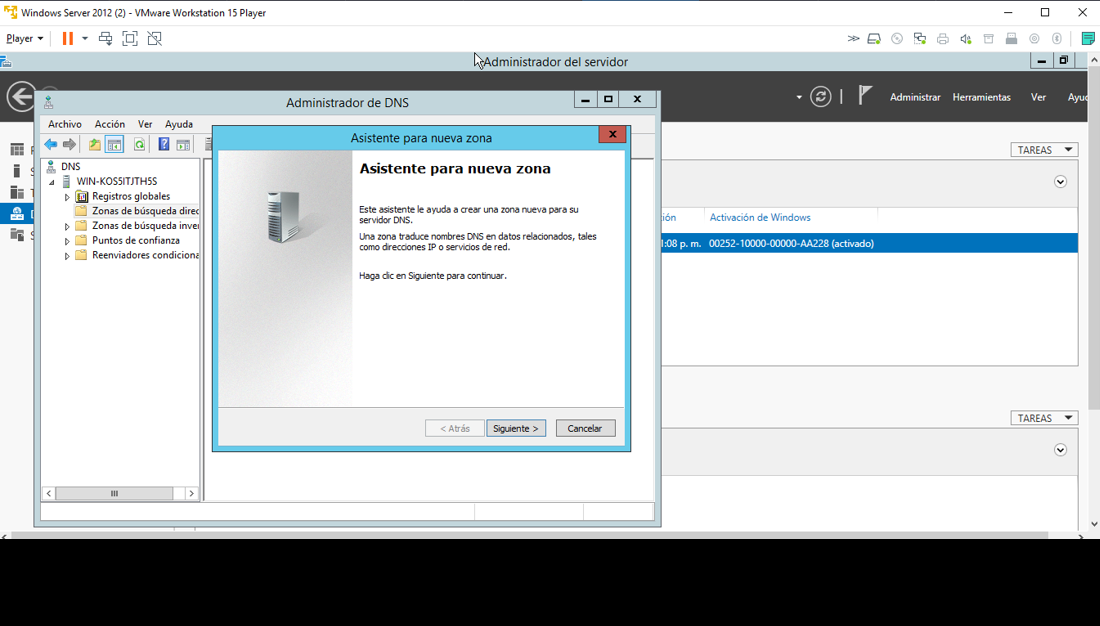 Windows Server 2012 (2) - VMware Workstation 15 Player
Player
Administrador del servidor
Administrar
Herramientas
Ver
Ayuc
Administrador de DNS
Archivo
Acción
Ver
Ayuda
DNS
WIN-KOS5ITJTH5S
Registros globales
Zonas de búsqueda direc
Zonas de búsqueda inver
Puntos de confianza
Reenviadores condiciona
Asistente para nueva zona
Asistente para nueva zona
Este asistente le ayuda a crear una zona nueva para su
servidor DNS.
Una zona traduce nombres DNS en datos relacionados, tales
como direcciones IP o servicios de red.
Haga clic en Siguiente para continuar.
< Atrás
Siguiente >
Cancelar
TAREAS
ión
Activación de Windows
1:08 p. m.
00252-10000-00000-AA228 (activado)
TAREAS